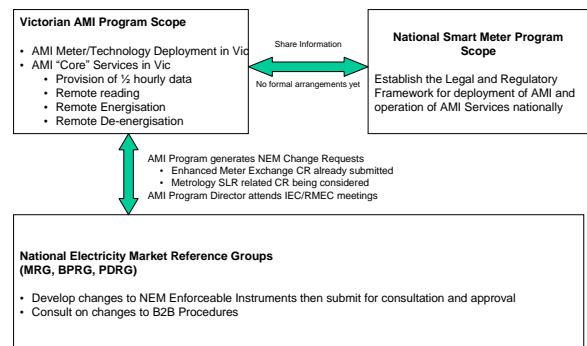 Victorian AMI Program Scope
• AMI Meter/Technology Deployment in Vic
• AMI “Core” Services in Vic
• Provision of ½ hourly data
• Remote reading
• Remote Energisation
• Remote De-energisation
Share Information
No formal arrangements yet
National Smart Meter Program
Scope
Establish the Legal and Regulatory
Framework for deployment of AMI and
operation of AMI Services nationally
AMI Program generates NEM Change Requests
• Enhanced Meter Exchange CR already submitted
• Metrology SLR related CR being considered
AMI Program Director attends IEC/RMEC meetings
National Electricity Market Reference Groups
(MRG, BPRG, PDRG)
• Develop changes to NEM Enforceable Instruments then submit for consultation and approval
• Consult on changes to B2B Procedures